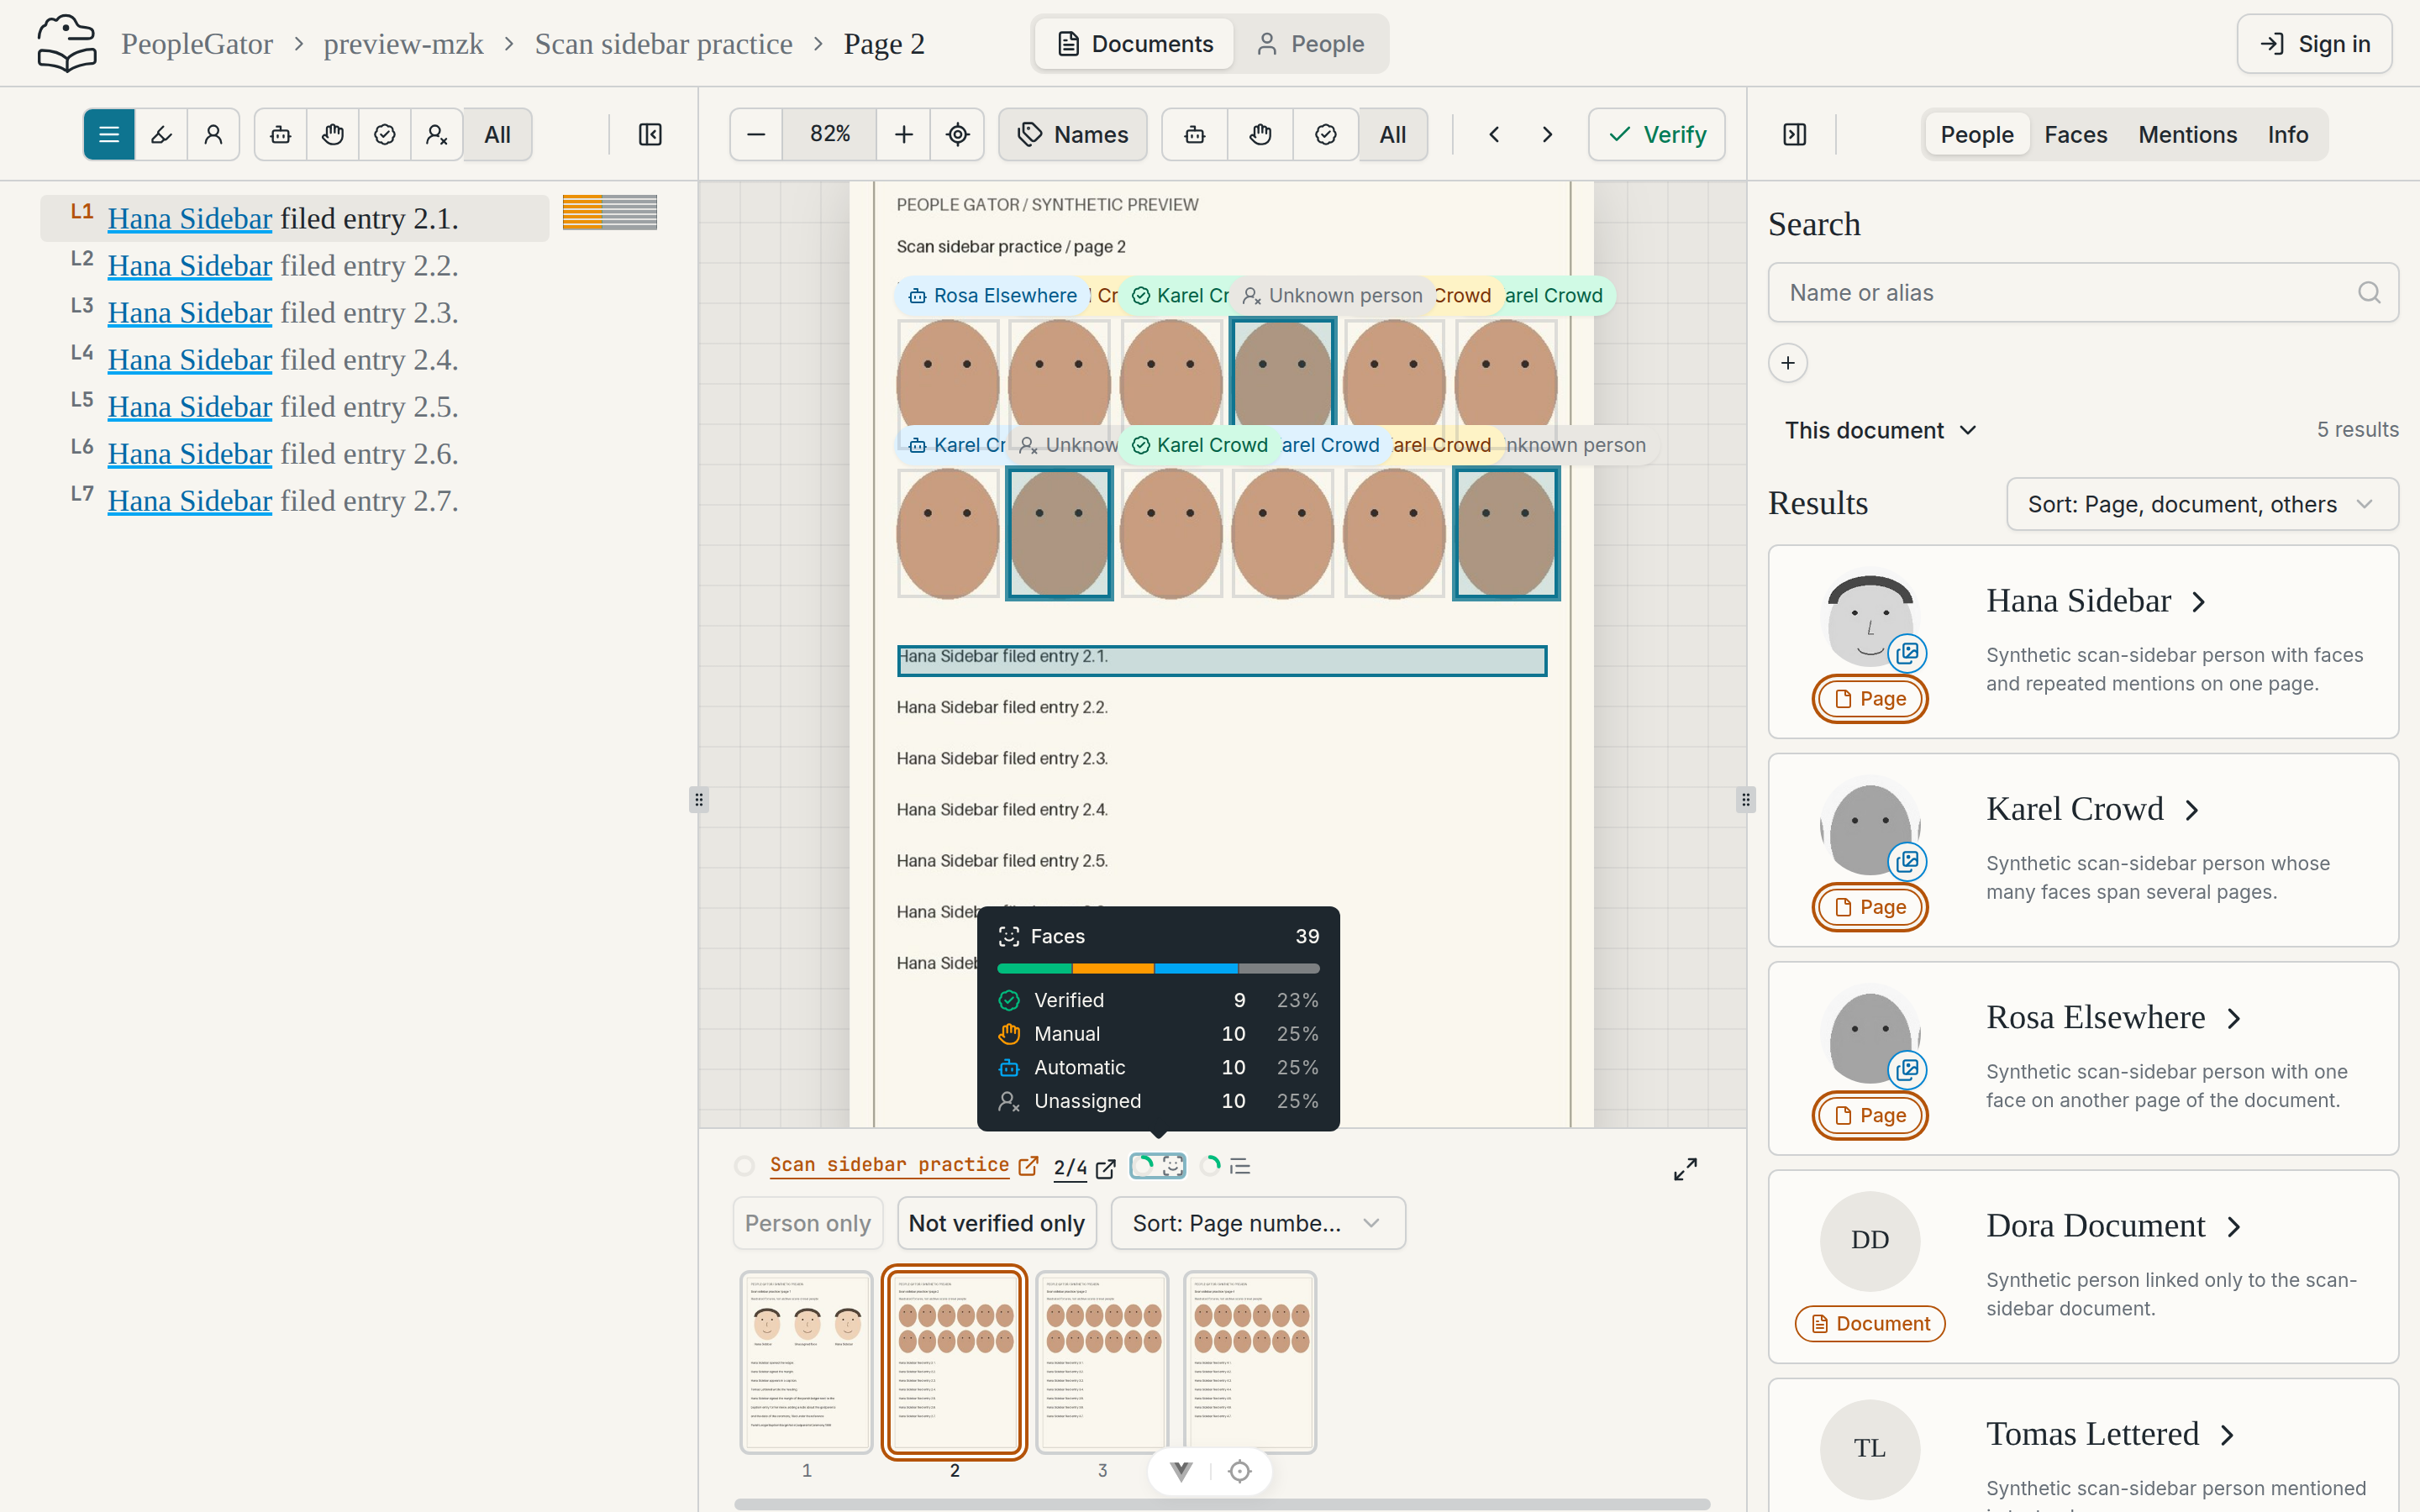 PeopleGator > preview-mzk > Scan sidebar practice > Page 2
Documents People
Sign in
All
82% Names All Verify
People Faces Mentions Info
L1 Hana Sidebar filed entry 2.1.
L2 Hana Sidebar filed entry 2.2.
L3 Hana Sidebar filed entry 2.3.
L4 Hana Sidebar filed entry 2.4.
L5 Hana Sidebar filed entry 2.5.
L6 Hana Sidebar filed entry 2.6.
L7 Hana Sidebar filed entry 2.7.
PEOPLE GATOR / SYNTHETIC PREVIEW
Scan sidebar practice / page 2
Rosa Elsewhere Cr Karel Cr Unknown person Crowd arel Crowd
Karel Cr Unknow Karel Crowd arel Crowd arel Crowd nknown person
Hana Sidebar filed entry 2.1.
Hana Sidebar filed entry 2.2.
Hana Sidebar filed entry 2.3.
Hana Sidebar filed entry 2.4.
Hana Sidebar filed entry 2.5.
Hana Sideb
Hana Sideb
Faces 39
Verified 9 23%
Manual 10 25%
Automatic 10 25%
Unassigned 10 25%
Scan sidebar practice 2/4
Person only Not verified only Sort: Page numbe...
1 2 3
Search
Name or alias
This document 5 results
Results Sort: Page, document, others
Hana Sidebar
Synthetic scan-sidebar person with faces
and repeated mentions on one page.
Page
Karel Crowd
Synthetic scan-sidebar person whose
many faces span several pages.
Page
Rosa Elsewhere
Synthetic scan-sidebar person with one
face on another page of the document.
Page
DD
Dora Document
Synthetic person linked only to the scan-
sidebar document.
Document
TL
Tomas Lettered
Synthetic scan-sidebar person mentioned